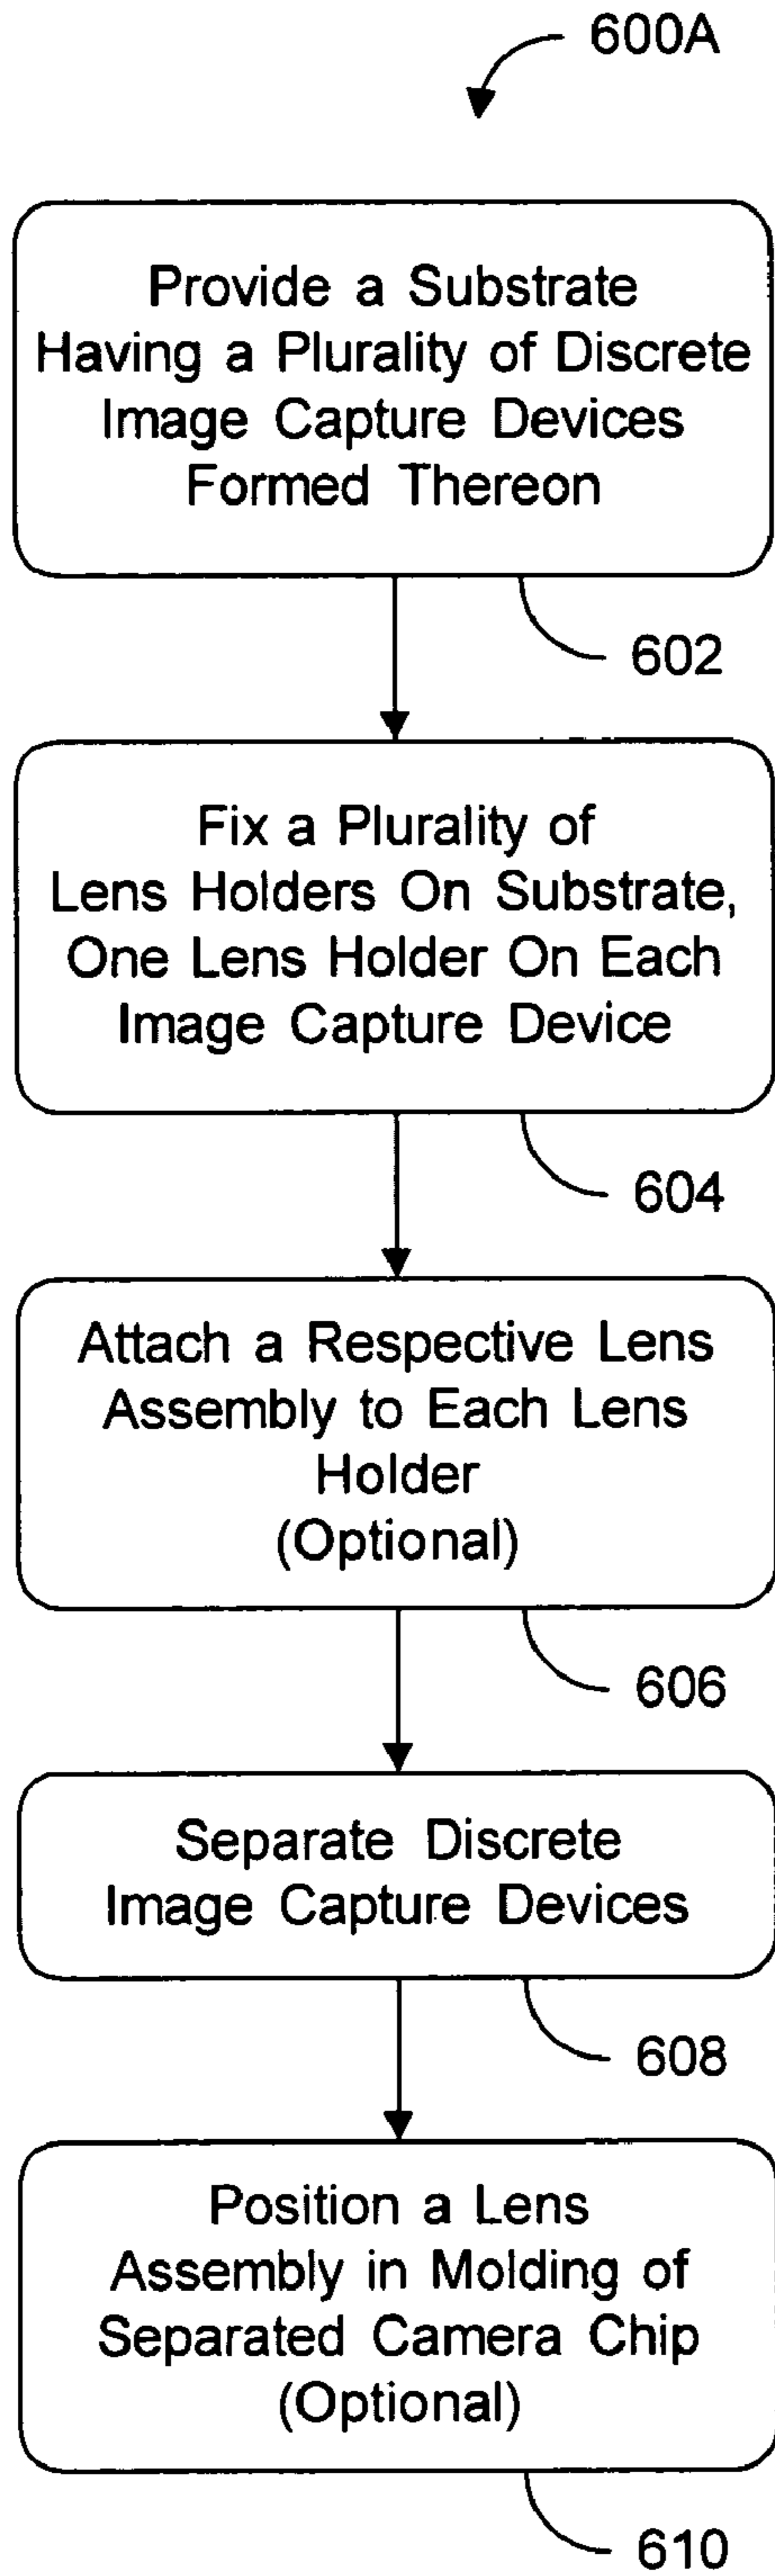 600A
Provide a Substrate
Having a Plurality of Discrete
Image Capture Devices
Formed Thereon
602
Fix a Plurality of
Lens Holders On Substrate,
One Lens Holder On Each
Image Capture Device
604
Attach a Respective Lens
Assembly to Each Lens
Holder
(Optional)
606
Separate Discrete
Image Capture Devices
608
Position a Lens
Assembly in Molding of
Separated Camera Chip
(Optional)
610